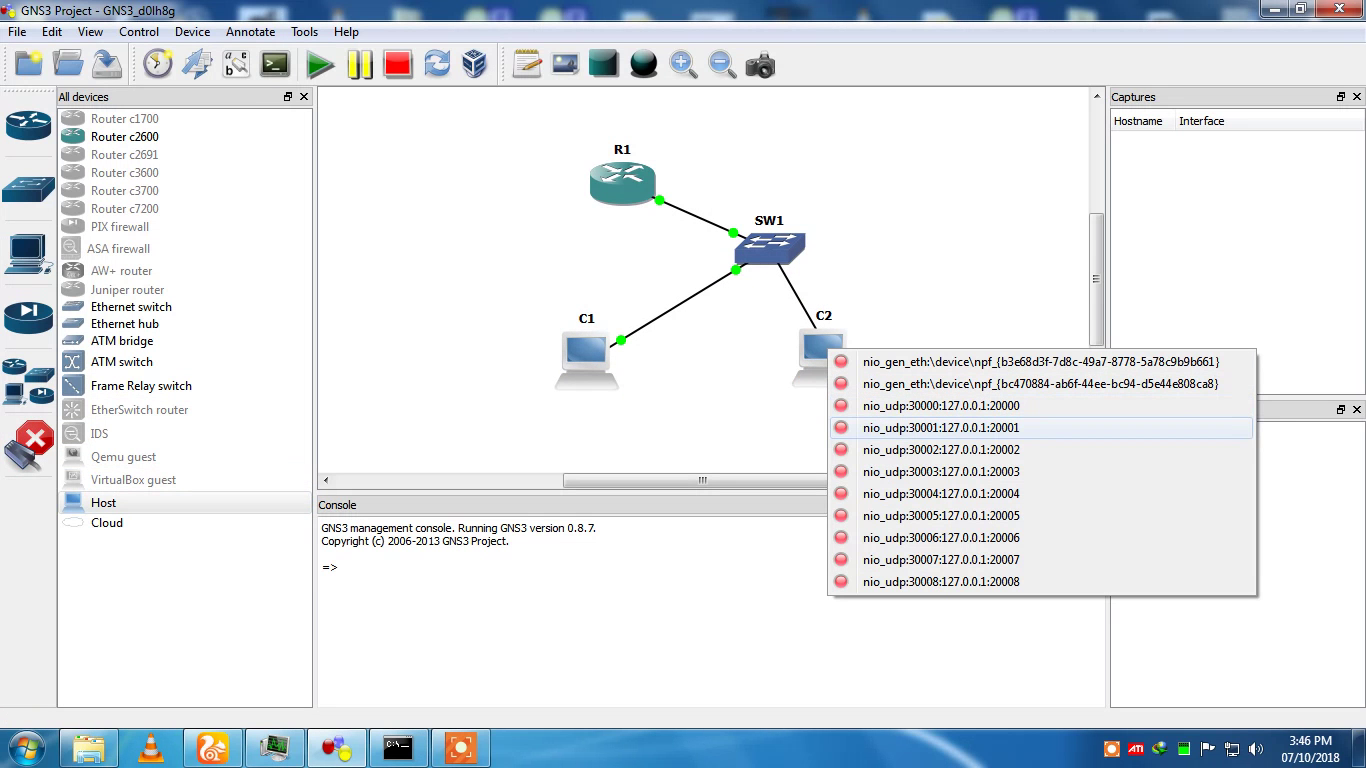 GNS3 Project - GNS3_d0lh8g
File Edit View Control Device Annotate Tools Help
All devices
Router c1700
Router c2600
Router c2691
Router c3600
Router c3700
Router c7200
PIX firewall
ASA firewall
AW+ router
Juniper router
Ethernet switch
Ethernet hub
ATM bridge
ATM switch
Frame Relay switch
EtherSwitch router
IDS
Qemu guest
VirtualBox guest
Host
Cloud
R1
SW1
C1
C2
nio_gen_eth:\device\npf_{b3e68d3f-7d8c-49a7-8778-5a78c9b9b661}
nio_gen_eth:\device\npf_{bc470884-ab6f-44ee-bc94-d5e44e808ca8}
nio_udp:30000:127.0.0.1:20000
nio_udp:30001:127.0.0.1:20001
nio_udp:30002:127.0.0.1:20002
nio_udp:30003:127.0.0.1:20003
nio_udp:30004:127.0.0.1:20004
nio_udp:30005:127.0.0.1:20005
nio_udp:30006:127.0.0.1:20006
nio_udp:30007:127.0.0.1:20007
nio_udp:30008:127.0.0.1:20008
Console
GNS3 management console. Running GNS3 version 0.8.7.
Copyright (c) 2006-2013 GNS3 Project.
=>
Captures
Hostname Interface
ATI
3:46 PM
07/10/2018